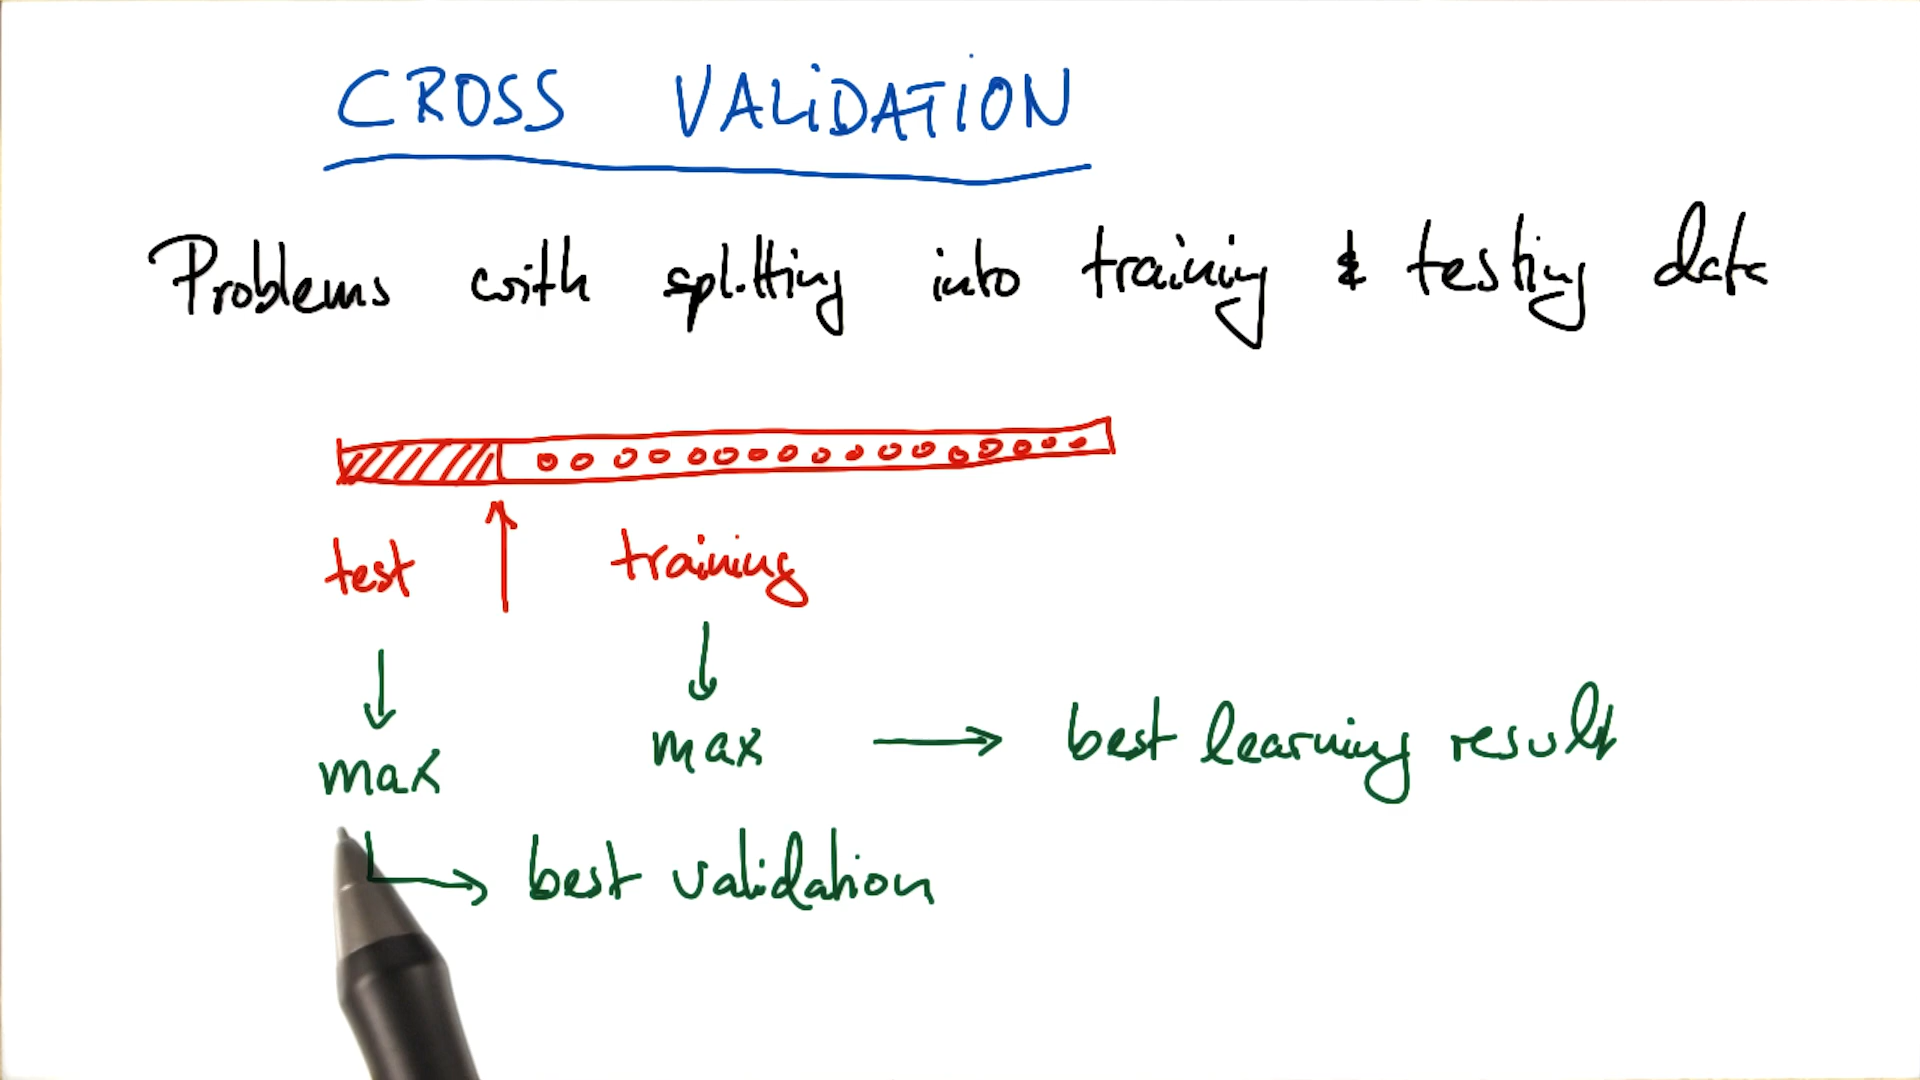 CROSS VALIDATION
Problems with splitting into training & testing data
test training
max max → best learning result
best validation